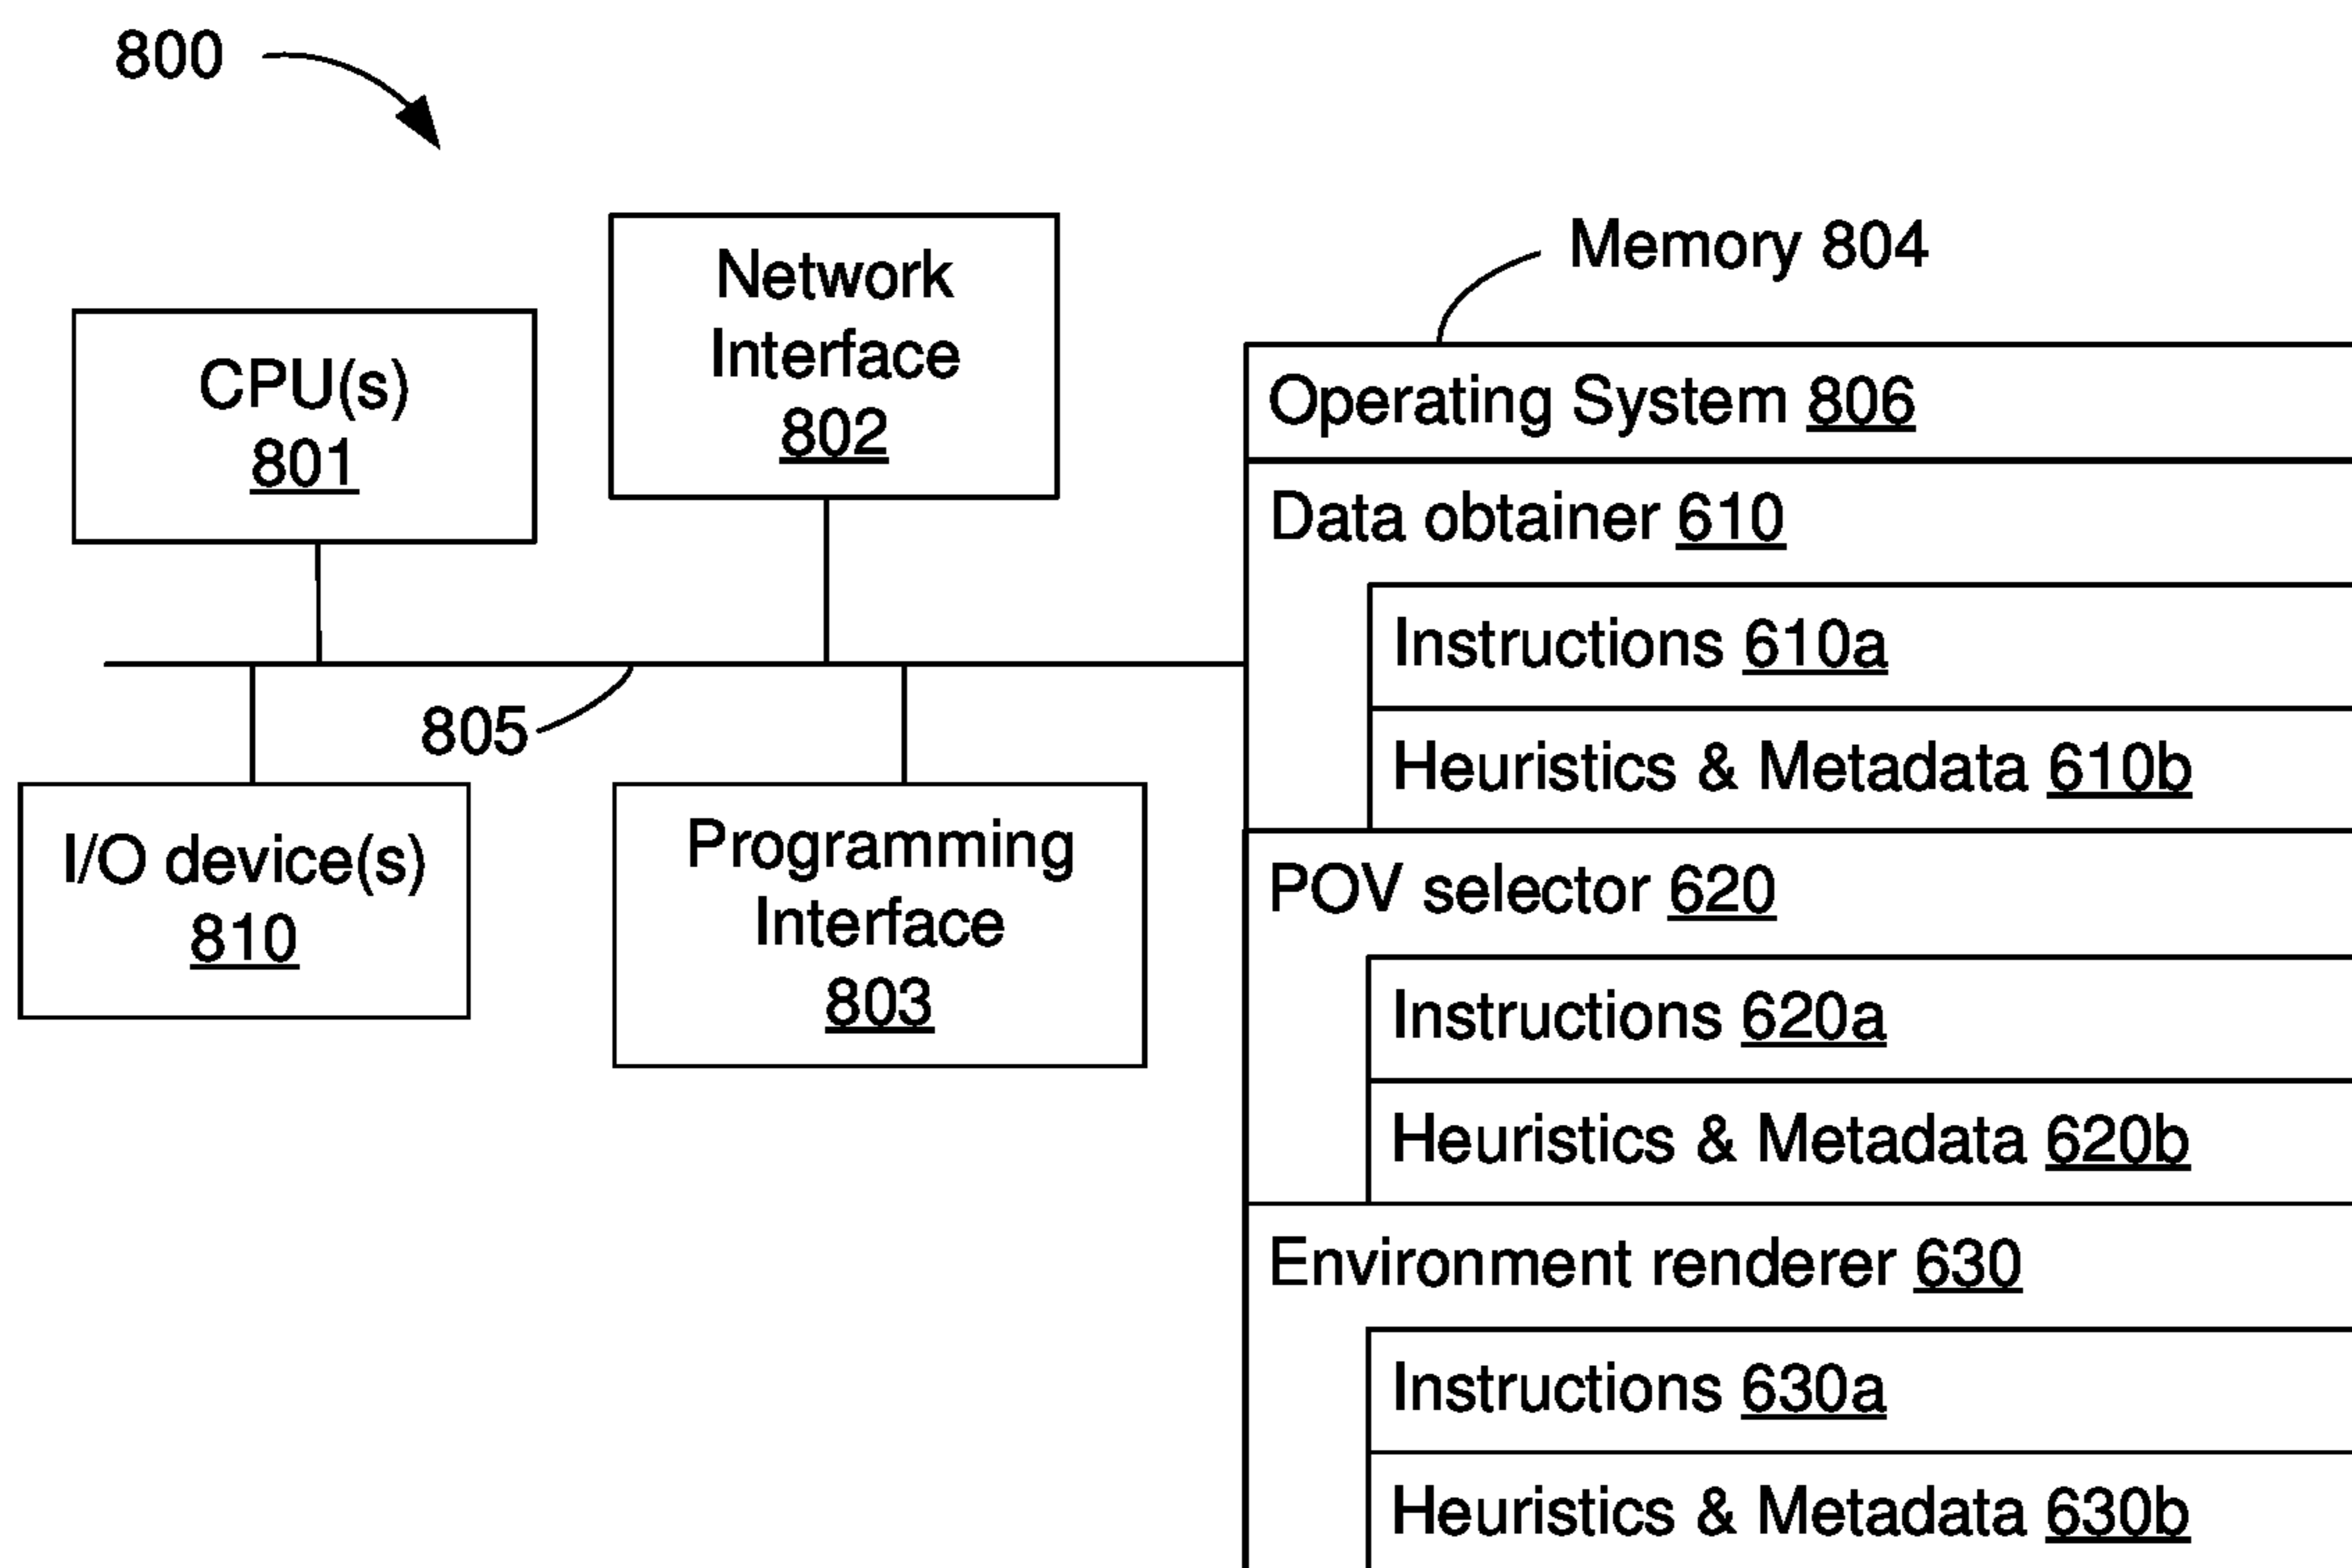 800
CPU(s)
801
Network
Interface
802
805
I/O device(s)
810
Programming
Interface
803
Memory 804
Operating System 806
Data obtainer 610
Instructions 610a
Heuristics & Metadata 610b
POV selector 620
Instructions 620a
Heuristics & Metadata 620b
Environment renderer 630
Instructions 630a
Heuristics & Metadata 630b